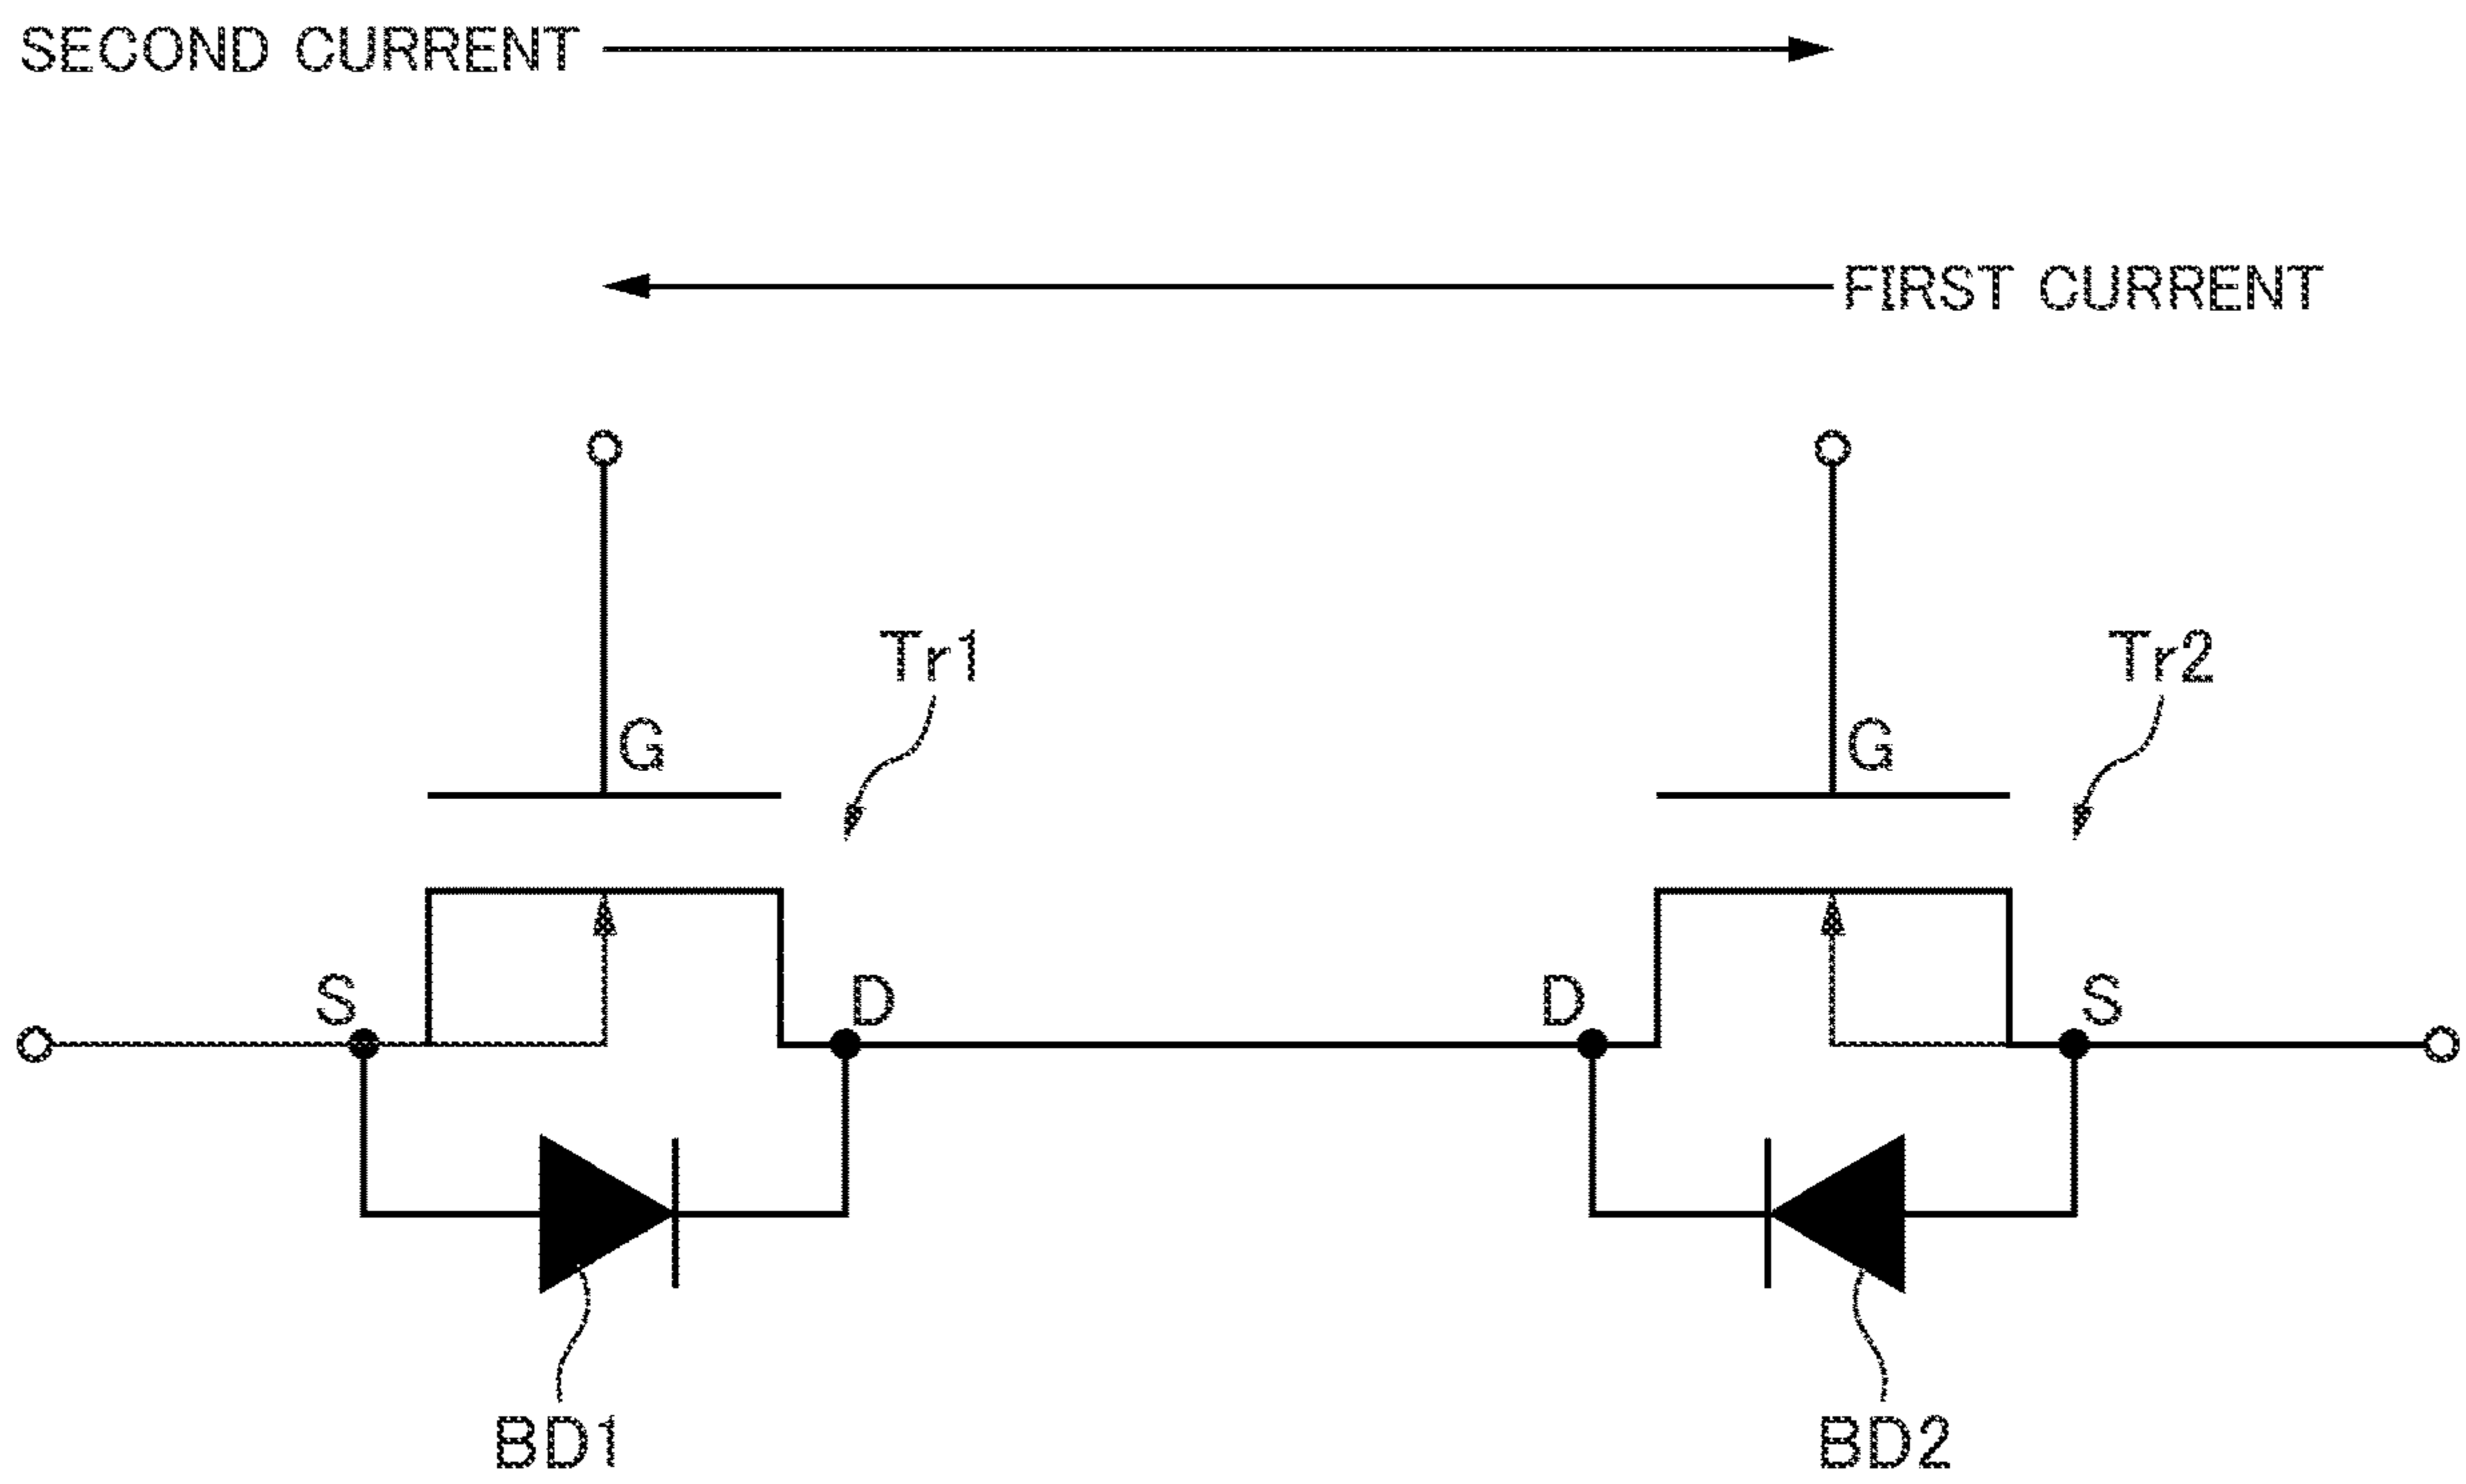 SECOND CURRENT
FIRST CURRENT
Tr1
Tr2
G
G
S
D
D
S
BD1
BD2